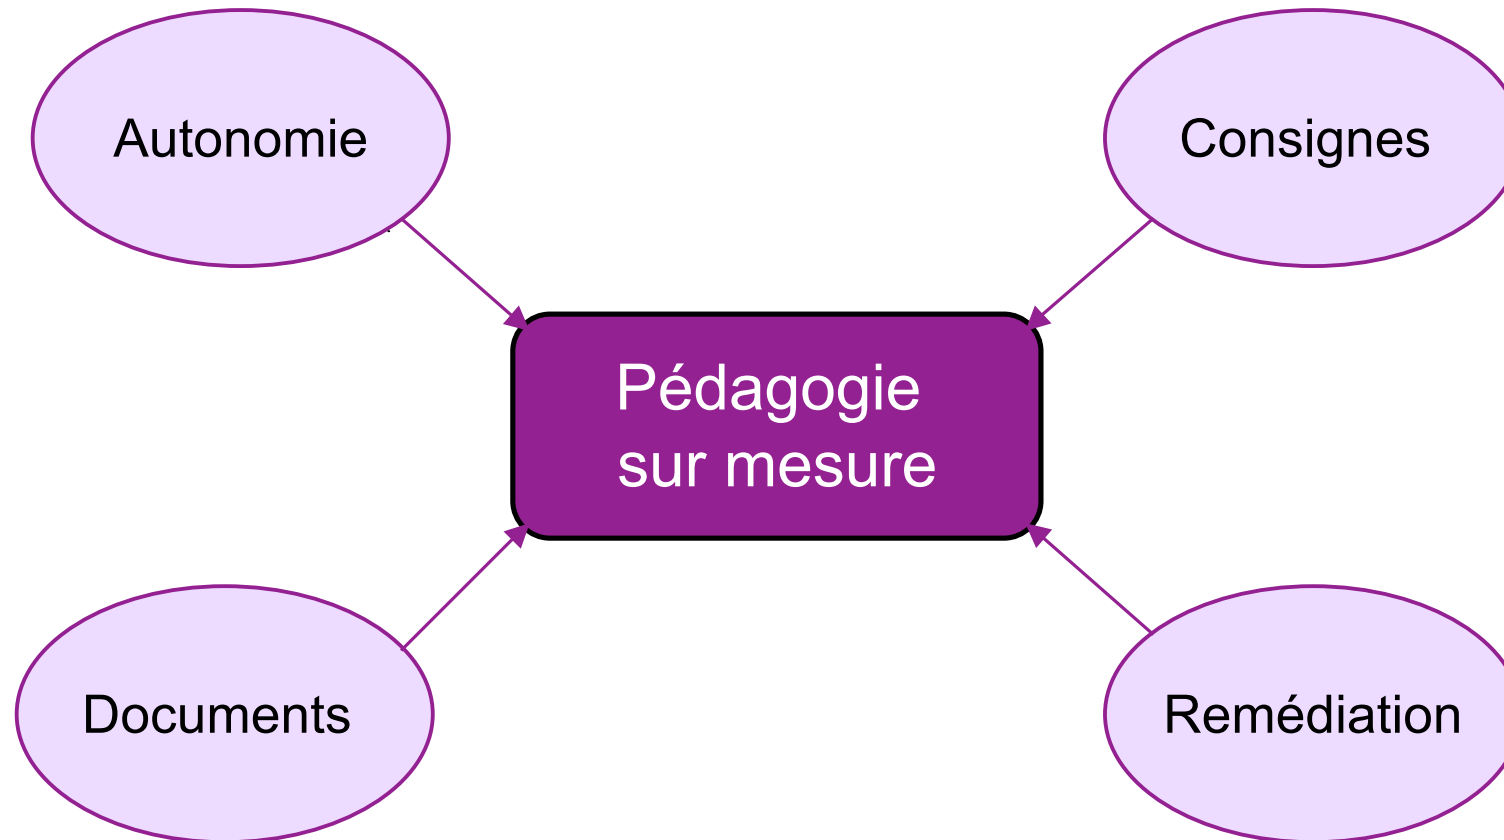 Autonomie
Consignes
Pédagogie
sur mesure
Documents
Remédiation